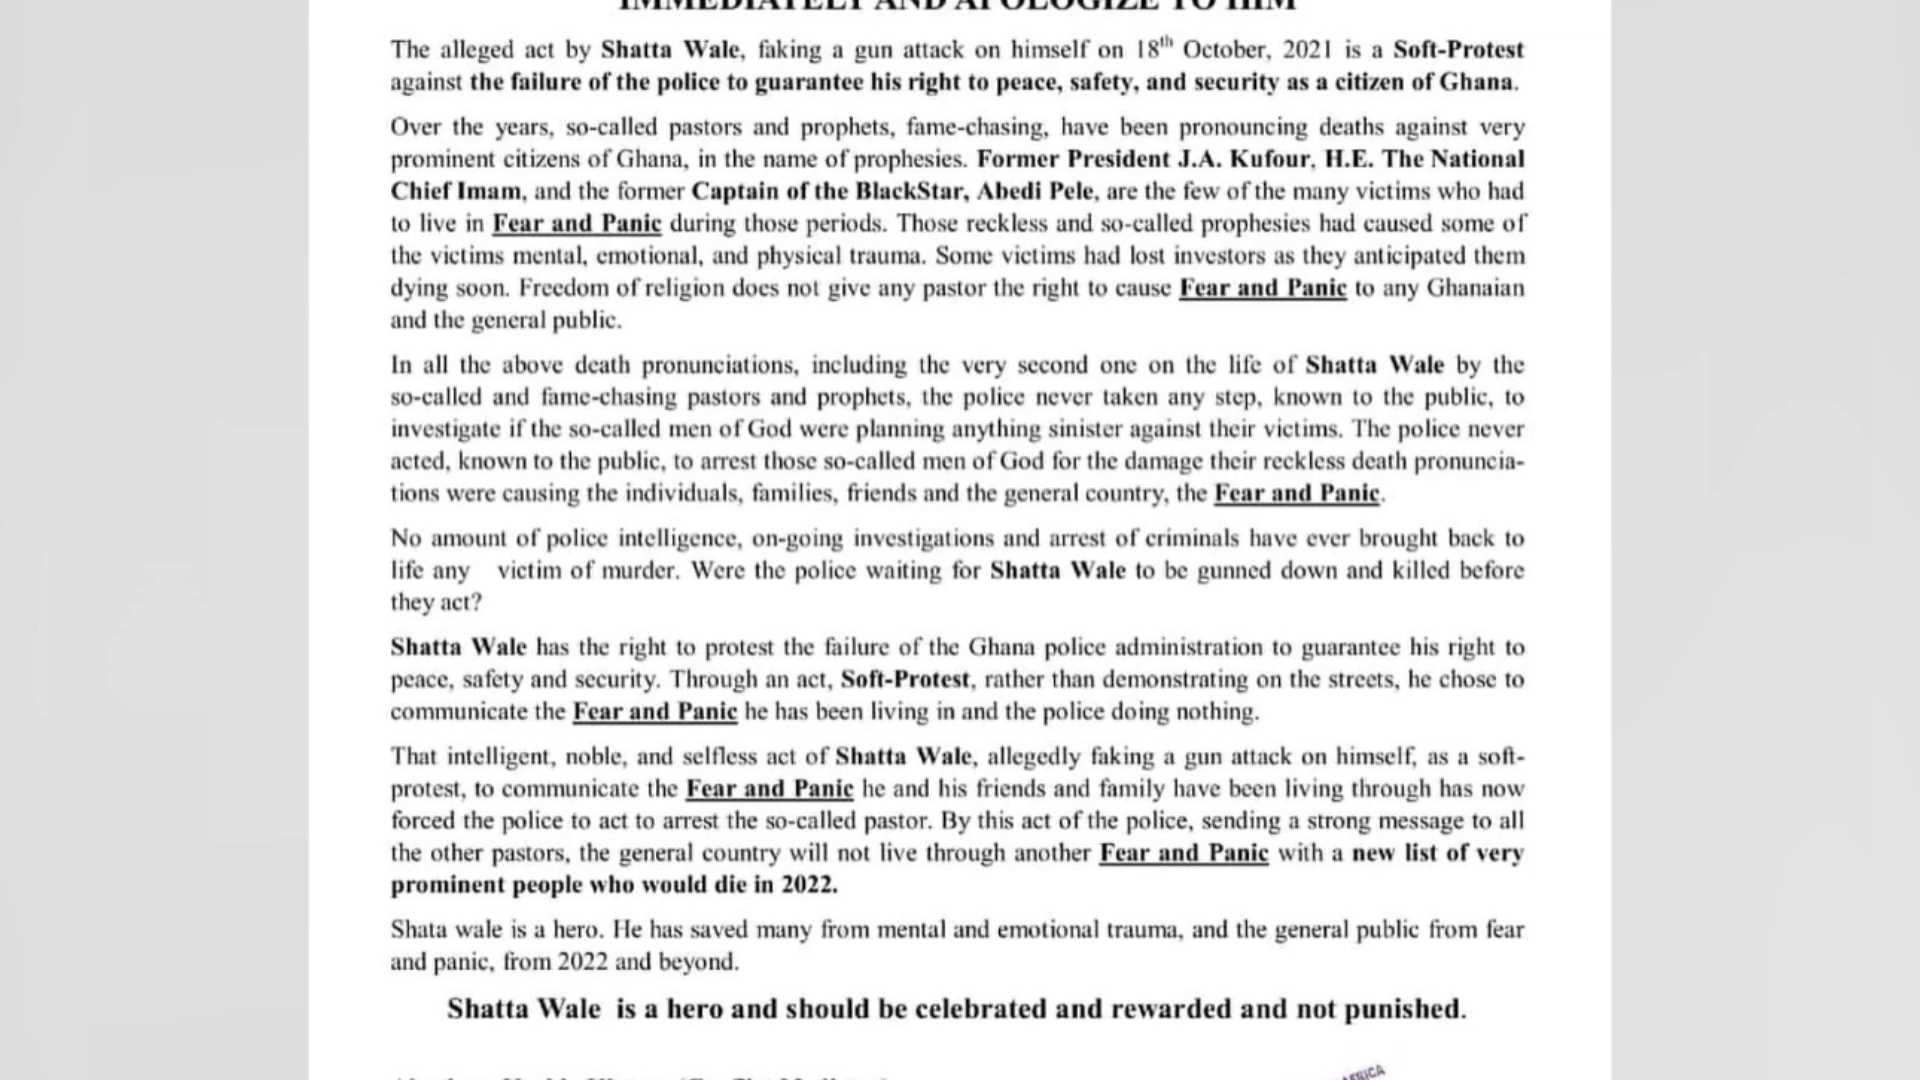 IMMEDIATELY AND APOLOGIZE TO HIM
The alleged act by Shatta Wale, faking a gun attack on himself on 18th October, 2021 is a Soft-Protest
against the failure of the police to guarantee his right to peace, safety, and security as a citizen of Ghana.
Over the years, so-called pastors and prophets, fame-chasing, have been pronouncing deaths against very
prominent citizens of Ghana, in the name of prophesies. Former President J.A. Kufour, H.E. The National
Chief Imam, and the former Captain of the BlackStar, Abedi Pele, are the few of the many victims who had
to live in Fear and Panic during those periods. Those reckless and so-called prophesies had caused some of
the victims mental, emotional, and physical trauma. Some victims had lost investors as they anticipated them
dying soon. Freedom of religion does not give any pastor the right to cause Fear and Panic to any Ghanaian
and the general public.
In all the above death pronunciations, including the very second one on the life of Shatta Wale by the
so-called and fame-chasing pastors and prophets, the police never taken any step, known to the public, to
investigate if the so-called men of God were planning anything sinister against their victims. The police never
acted, known to the public, to arrest those so-called men of God for the damage their reckless death pronuncia-
tions were causing the individuals, families, friends and the general country, the Fear and Panic.
No amount of police intelligence, on-going investigations and arrest of criminals have ever brought back to
life any victim of murder. Were the police waiting for Shatta Wale to be gunned down and killed before
they act?
Shatta Wale has the right to protest the failure of the Ghana police administration to guarantee his right to
peace, safety and security. Through an act, Soft-Protest, rather than demonstrating on the streets, he chose to
communicate the Fear and Panic he has been living in and the police doing nothing.
That intelligent, noble, and selfless act of Shatta Wale, allegedly faking a gun attack on himself, as a soft-
protest, to communicate the Fear and Panic he and his friends and family have been living through has now
forced the police to act to arrest the so-called pastor. By this act of the police, sending a strong message to all
the other pastors, the general country will not live through another Fear and Panic with a new list of very
prominent people who would die in 2022.
Shata wale is a hero. He has saved many from mental and emotional trauma, and the general public from fear
and panic, from 2022 and beyond.
Shatta Wale is a hero and should be celebrated and rewarded and not punished.